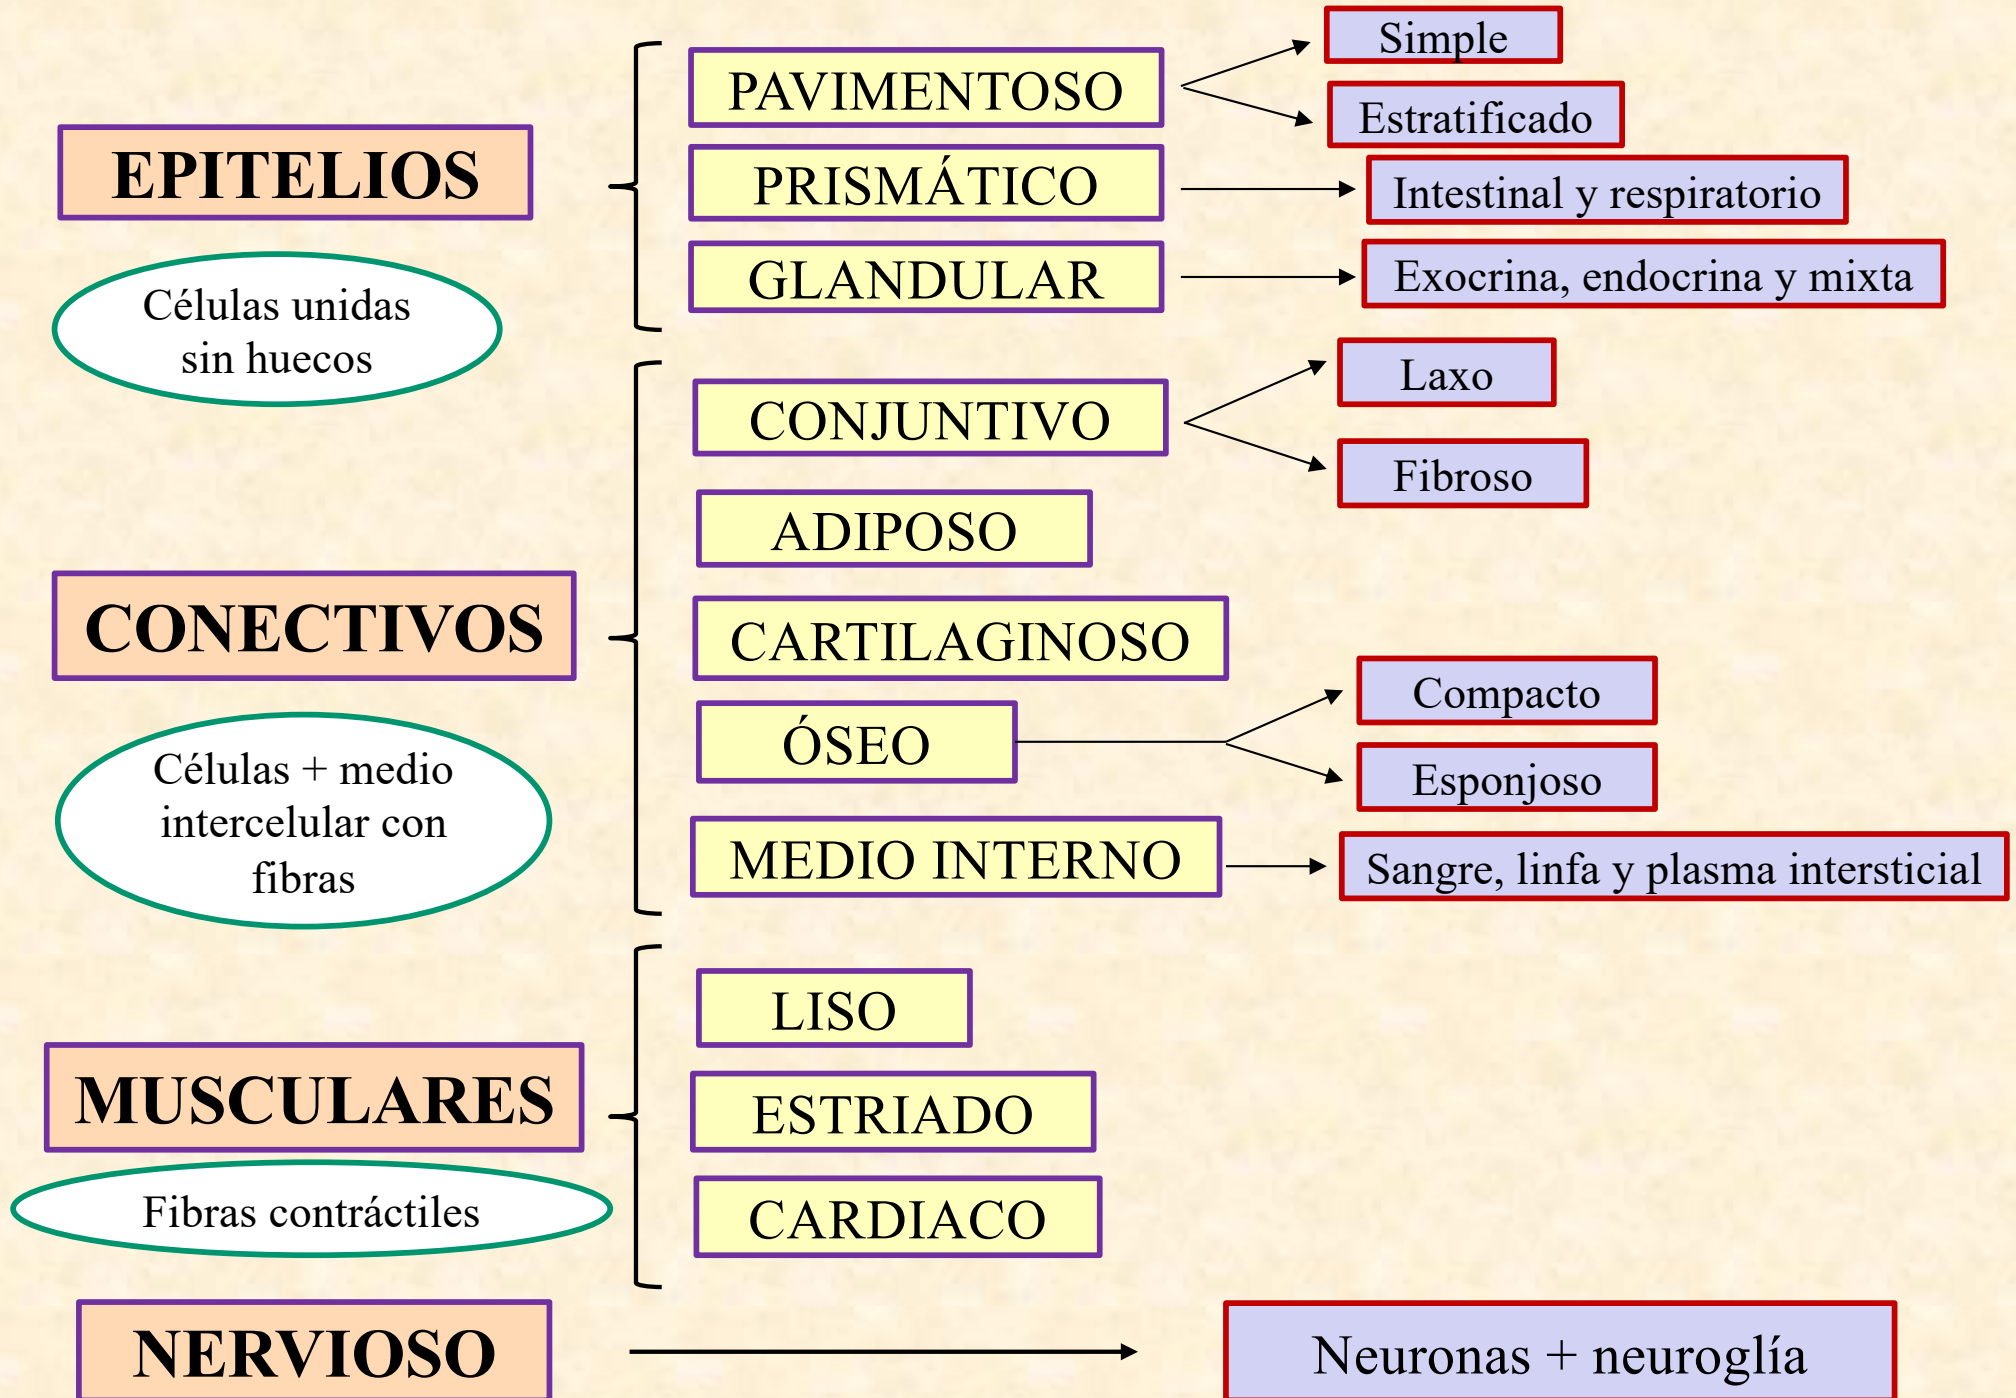 EPITELIOS
Células unidas
sin huecos
PAVIMENTOSO
Simple
Estratificado
PRISMÁTICO
Intestinal y respiratorio
GLANDULAR
Exocrina, endocrina y mixta
CONECTIVOS
Células + medio
intercelular con
fibras
CONJUNTIVO
Laxo
Fibroso
ADIPOSO
CARTILAGINOSO
ÓSEO
Compacto
Esponjoso
MEDIO INTERNO
Sangre, linfa y plasma intersticial
MUSCULARES
Fibras contráctiles
LISO
ESTRIADO
CARDIACO
NERVIOSO
Neuronas + neuroglía